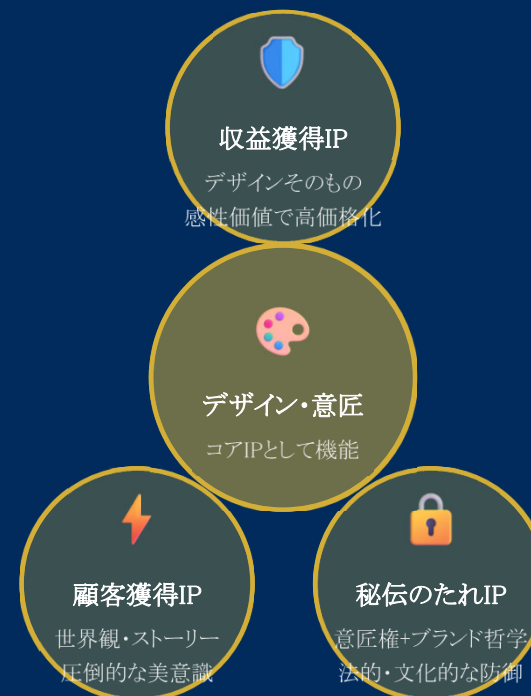 収益獲得IP
デザインそのもの
感性価値で高価格化
デザイン・意匠
コアIPとして機能
顧客獲得IP
世界観・ストーリー
圧倒的な美意識
秘伝のたれIP
意匠権+ブランド哲学
法的・文化的な防御